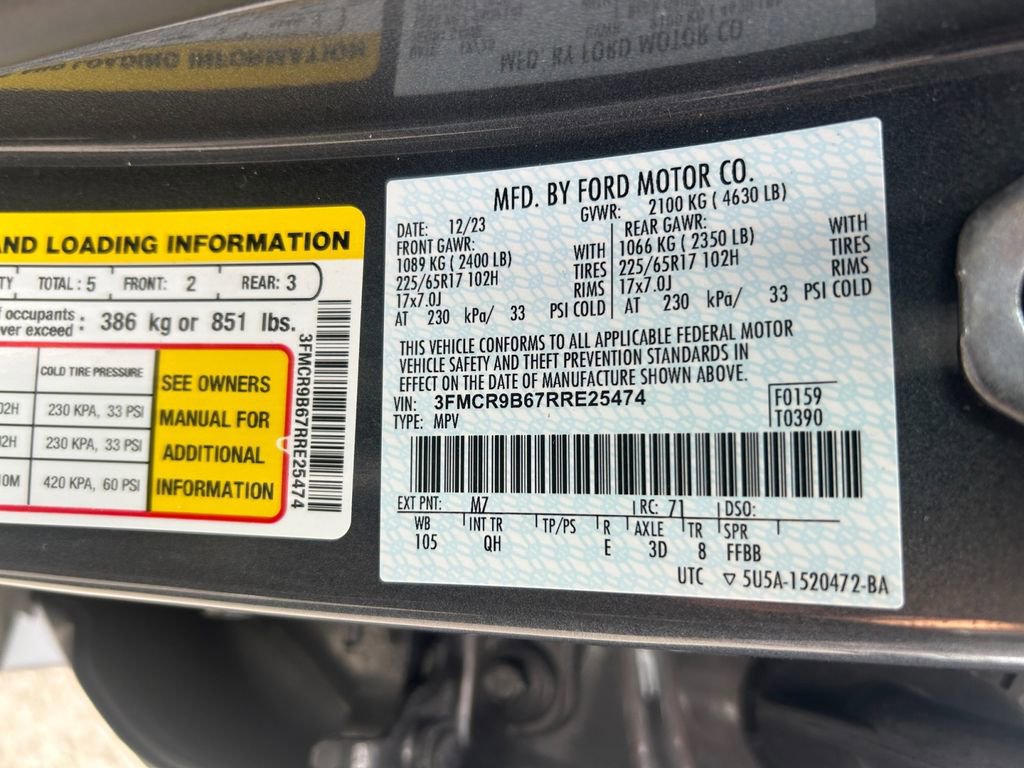 AND LOADING INFORMATION
TOTAL : 5 FRONT: 2 REAR: 3
f occupants
ver exceed : 386 kg or 851 lbs.
COLD TIRE PRESSURE
230 KPA, 33 PSI
230 KPA, 33 PSI
420 KPA, 60 PSI
SEE OWNERS
MANUAL FOR
ADDITIONAL
INFORMATION
3FMCR9B67RRE25474
MFD. BY FORD MOTOR CO.
DATE: 12/23 GVWR: 2100 KG ( 4630 LB)
FRONT GAWR:
1089 KG ( 2400 LB) WITH
225/65R17 102H TIRES
17x7.0J RIMS
AT 230 kPa/ 33 PSI COLD
REAR GAWR: WITH
1066 KG ( 2350 LB) TIRES
225/65R17 102H RIMS
17x7.0J
AT 230 kPa/ 33 PSI COLD
THIS VEHICLE CONFORMS TO ALL APPLICABLE FEDERAL MOTOR
VEHICLE SAFETY AND THEFT PREVENTION STANDARDS IN
EFFECT ON THE DATE OF MANUFACTURE SHOWN ABOVE.
VIN: 3FMCR9B67RRE25474
TYPE: MPV
F0159
T0390
EXT PNT: M7 RC: 71 DSO:
WB INT TR TP/PS R AXLE TR SPR
105 QH E 3D 8 FFBB
UTC ▽ 5U5A-1520472-BA